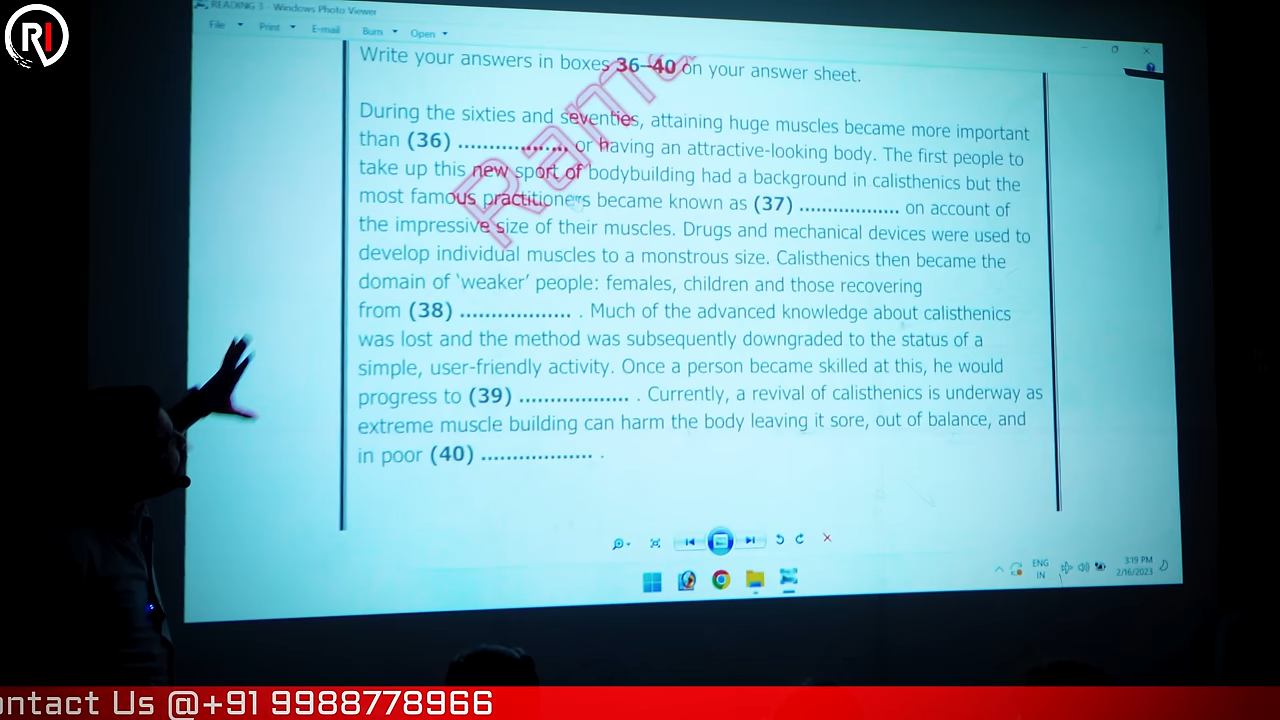 RI
READING 3 - Windows Photo Viewer
File Print E-mail Burn Open
Write your answers in boxes 36–40 on your answer sheet.
During the sixties and seventies, attaining huge muscles became more important
than (36) ................... or having an attractive-looking body. The first people to
take up this new sport of bodybuilding had a background in calisthenics but the
most famous practitioners became known as (37) .................. on account of
the impressive size of their muscles. Drugs and mechanical devices were used to
develop individual muscles to a monstrous size. Calisthenics then became the
domain of ‘weaker’ people: females, children and those recovering
from (38) .................. . Much of the advanced knowledge about calisthenics
was lost and the method was subsequently downgraded to the status of a
simple, user-friendly activity. Once a person became skilled at this, he would
progress to (39) .................. . Currently, a revival of calisthenics is underway as
extreme muscle building can harm the body leaving it sore, out of balance, and
in poor (40) .................. .
ENG
IN
3:19 PM
2/16/2023
ontact Us @+91 9988778966